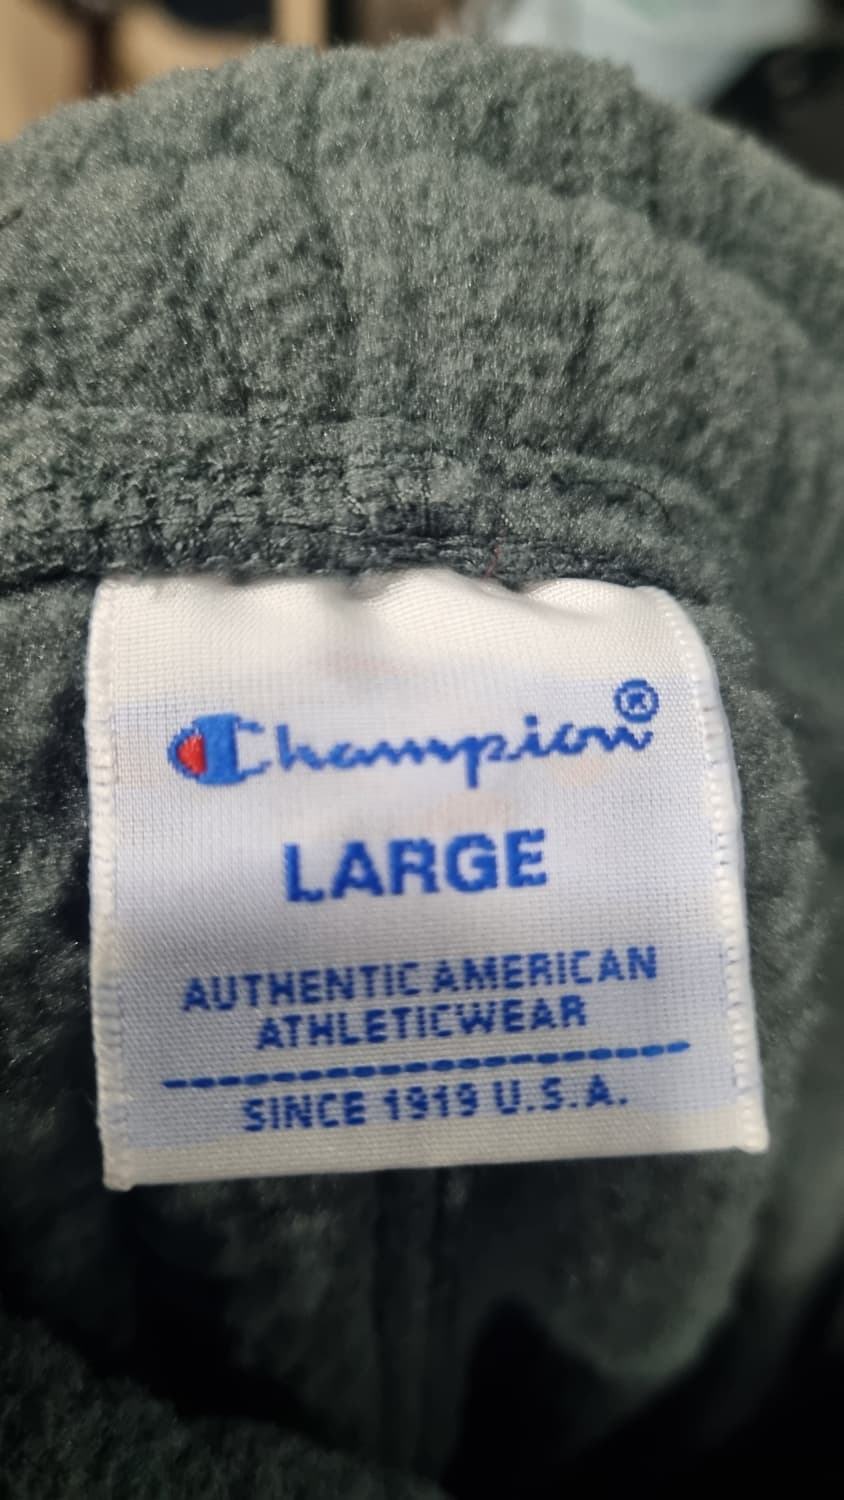 Champion®
LARGE
AUTHENTIC AMERICAN
ATHLETICWEAR
SINCE 1919 U.S.A.